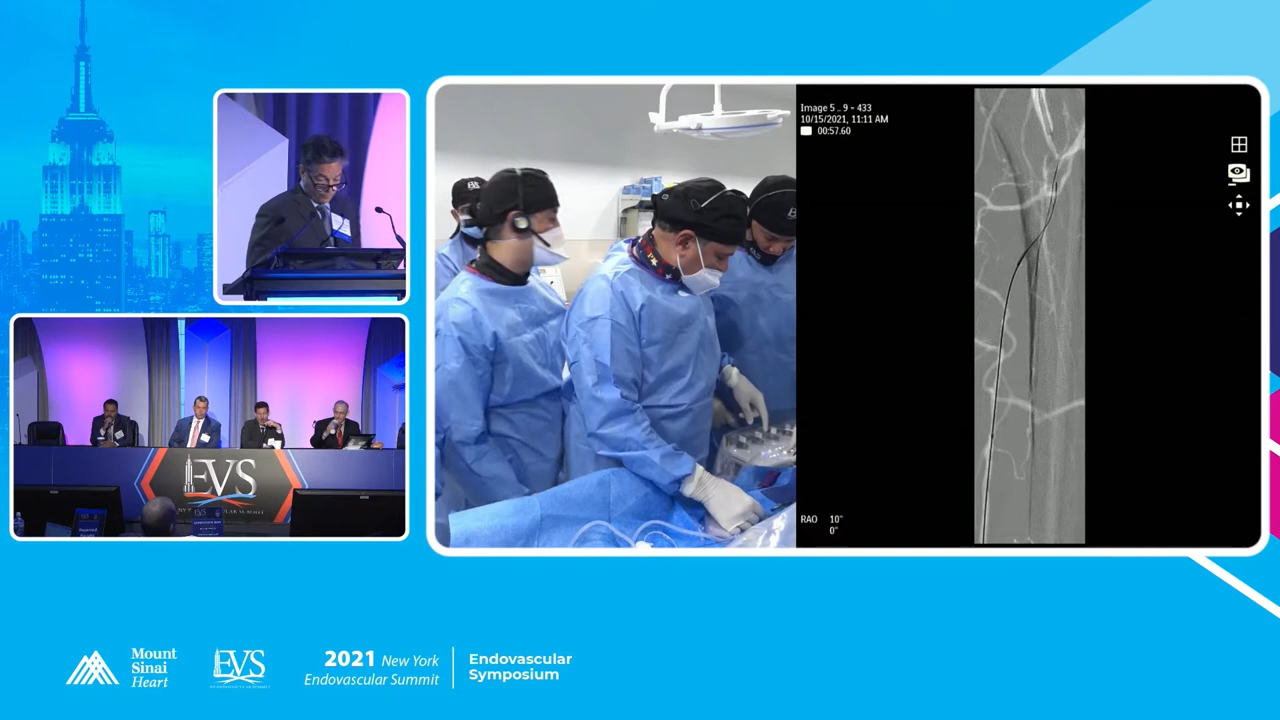 Image 5 .. 9 - 433
10/15/2021, 11:11 AM
00:57.60
RAO 10°
0°
EVS
Mount
Sinai
Heart
EVS
2021 New York
Endovascular Summit
Endovascular
Symposium